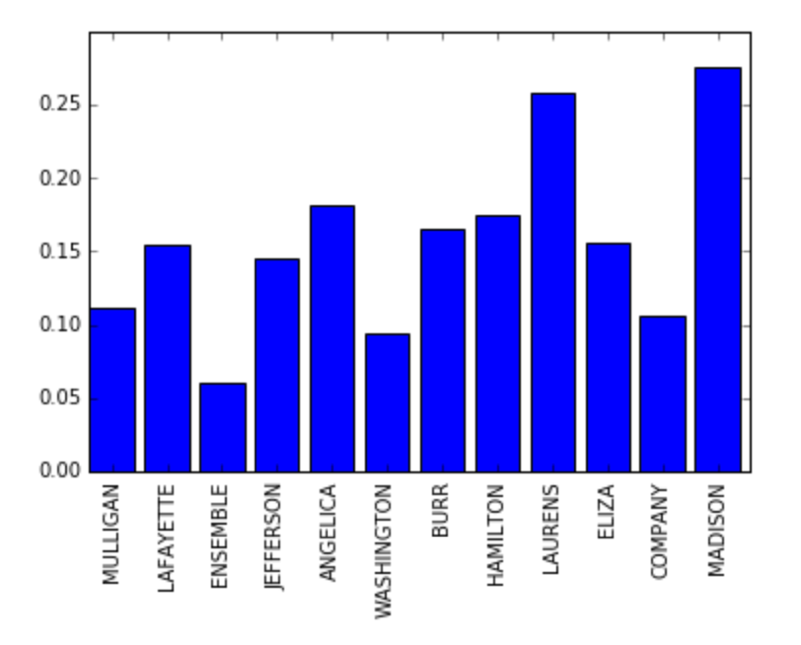 0.25
0.20
0.15
0.10
0.05
0.00
MULLIGAN
LAFAYETTE
ENSEMBLE
JEFFERSON
ANGELICA
WASHINGTON
BURR
HAMILTON
LAURENS
ELIZA
COMPANY
MADISON